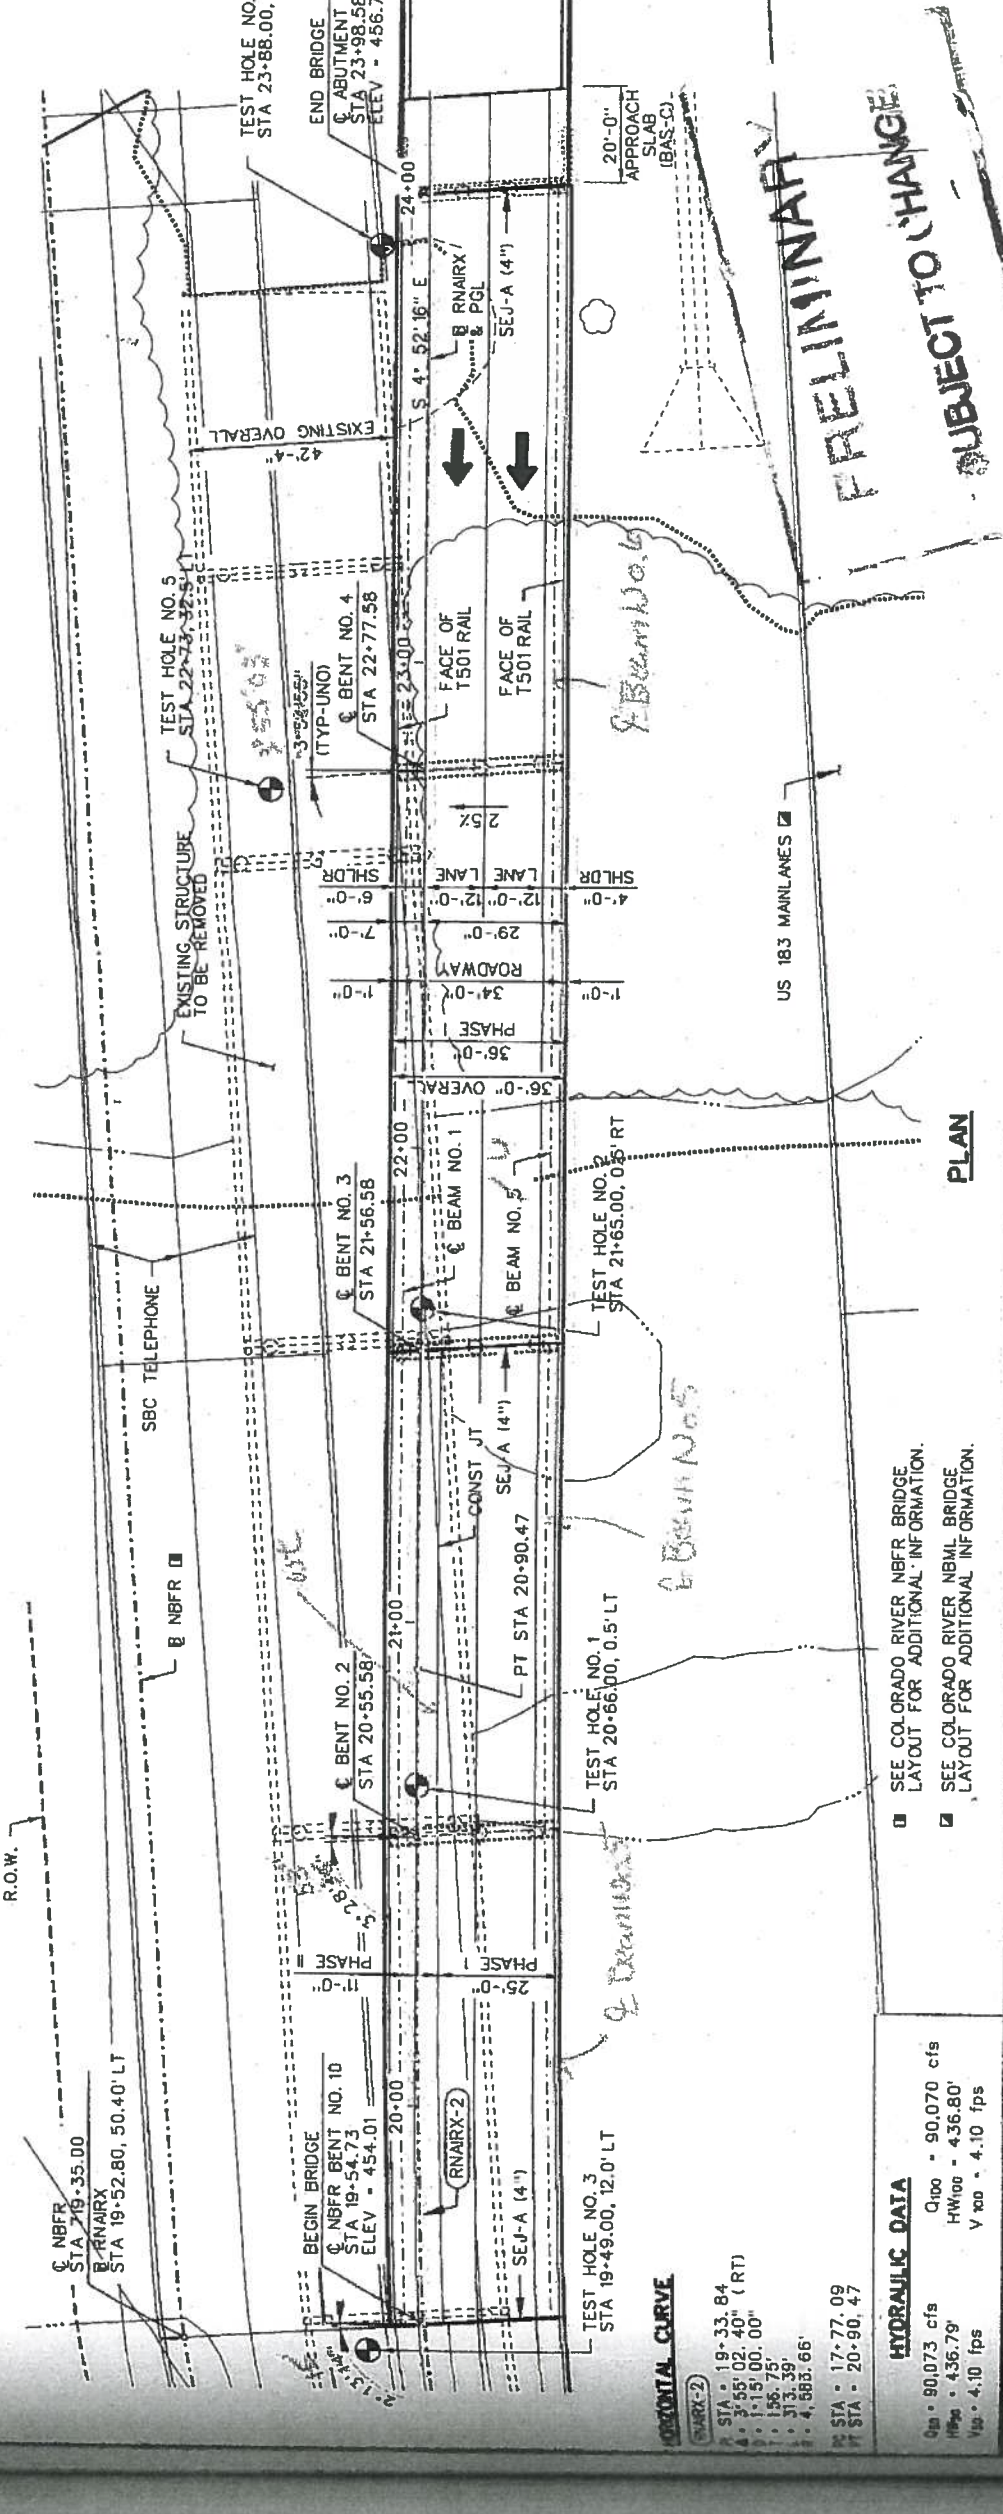 R.O.W.
℄ NBFR
STA 719+35.00
B RNAIRX
STA 19+52.80, 50.40' LT
B NBFR
SBC TELEPHONE
EXISTING STRUCTURE
TO BE REMOVED
TEST HOLE NO.5
STA 22+73, 32.5' LT
TEST HOLE NO.
STA 23+88.00,
END BRIDGE
℄ ABUTMENT
STA 23+98.58
ELEV = 456.7
BEGIN BRIDGE
℄ NBFR BENT NO. 10
STA 19+54.73
ELEV = 454.01
℄ BENT NO. 2
STA 20+55.58
℄ BENT NO. 3
STA 21+56.58
℄ BENT NO. 4
STA 22+77.58
(TYP-UNO)
42'-4"
EXISTING OVERALL
11'-0"
PHASE II
25'-0"
PHASE I
36'-0" OVERALL
36'-0"
PHASE I
1'-0"
34'-0"
ROADWAY
1'-0"
7'-0"
29'-0"
6'-0"
SHLDR
12'-0"
LANE
12'-0"
LANE
4'-0"
SHLDR
2.5%
20+00
21+00
22+00
23+00
24+00
S 4° 52' 16" E
RNAIRX-2
B RNAIRX
& PGL
SEJ-A (4")
CONST JT
SEJ-A (4")
SEJ-A (4")
℄ BEAM NO. 1
℄ BEAM NO. 5
PT STA 20+90.47
FACE OF
T501 RAIL
FACE OF
T501 RAIL
20'-0"
APPROACH
SLAB
(BAS-C)
TEST HOLE NO. 3
STA 19+49.00, 12.0' LT
TEST HOLE NO. 1
STA 20+66.00, 0.5' LT
TEST HOLE NO. 2
STA 21+65.00, 0.5' RT
℄ Beam No.5
℄ Beam No.5
℄ Beam No.6
US 183 MAINLANES
PRELIMINARY
SUBJECT TO CHANGE
PLAN
SEE COLORADO RIVER NBFR BRIDGE
LAYOUT FOR ADDITIONAL INFORMATION.
SEE COLORADO RIVER NBML BRIDGE
LAYOUT FOR ADDITIONAL INFORMATION.
HORIZONTAL CURVE
RNAIRX-2
PI STA = 19+33.84
Δ = 3°55' 02.40" (RT)
D = 1°15' 00.00"
T = 156.75'
L = 313.39'
R = 4,583.66'
PC STA = 17+77.09
PT STA = 20+90.47
HYDRAULIC DATA
Q50 = 90,073 cfs
HW50 = 436.79'
V50 = 4.10 fps
Q100 = 90,070 cfs
HW100 = 436.80'
V100 = 4.10 fps